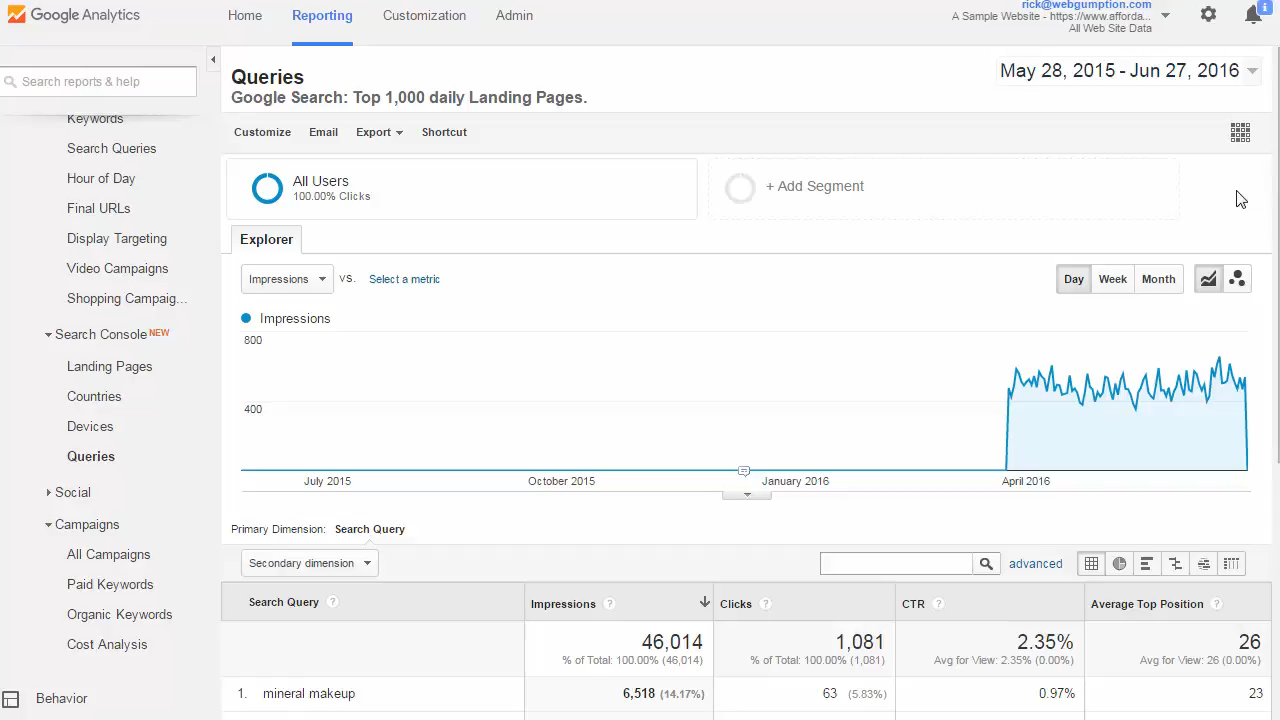 Google Analytics
Home Reporting Customization Admin
rick@webgumption.com
A Sample Website - https://www.afforda...
All Web Site Data
i
Search reports & help
Keywords
Search Queries
Hour of Day
Final URLs
Display Targeting
Video Campaigns
Shopping Campaig...
Search Console NEW
Landing Pages
Countries
Devices
Queries
Social
Campaigns
All Campaigns
Paid Keywords
Organic Keywords
Cost Analysis
Behavior
Queries
Google Search: Top 1,000 daily Landing Pages.
May 28, 2015 - Jun 27, 2016
Customize Email Export Shortcut
All Users
100.00% Clicks
+ Add Segment
Explorer
Impressions VS. Select a metric
Day Week Month
Impressions
800
400
July 2015 October 2015 January 2016 April 2016
Primary Dimension: Search Query
Secondary dimension
advanced
Search Query ? Impressions ? Clicks ? CTR ? Average Top Position ?
46,014 1,081 2.35% 26
% of Total: 100.00% (46,014) % of Total: 100.00% (1,081) Avg for View: 2.35% (0.00%) Avg for View: 26 (0.00%)
1. mineral makeup 6,518 (14.17%) 63 (5.83%) 0.97% 23